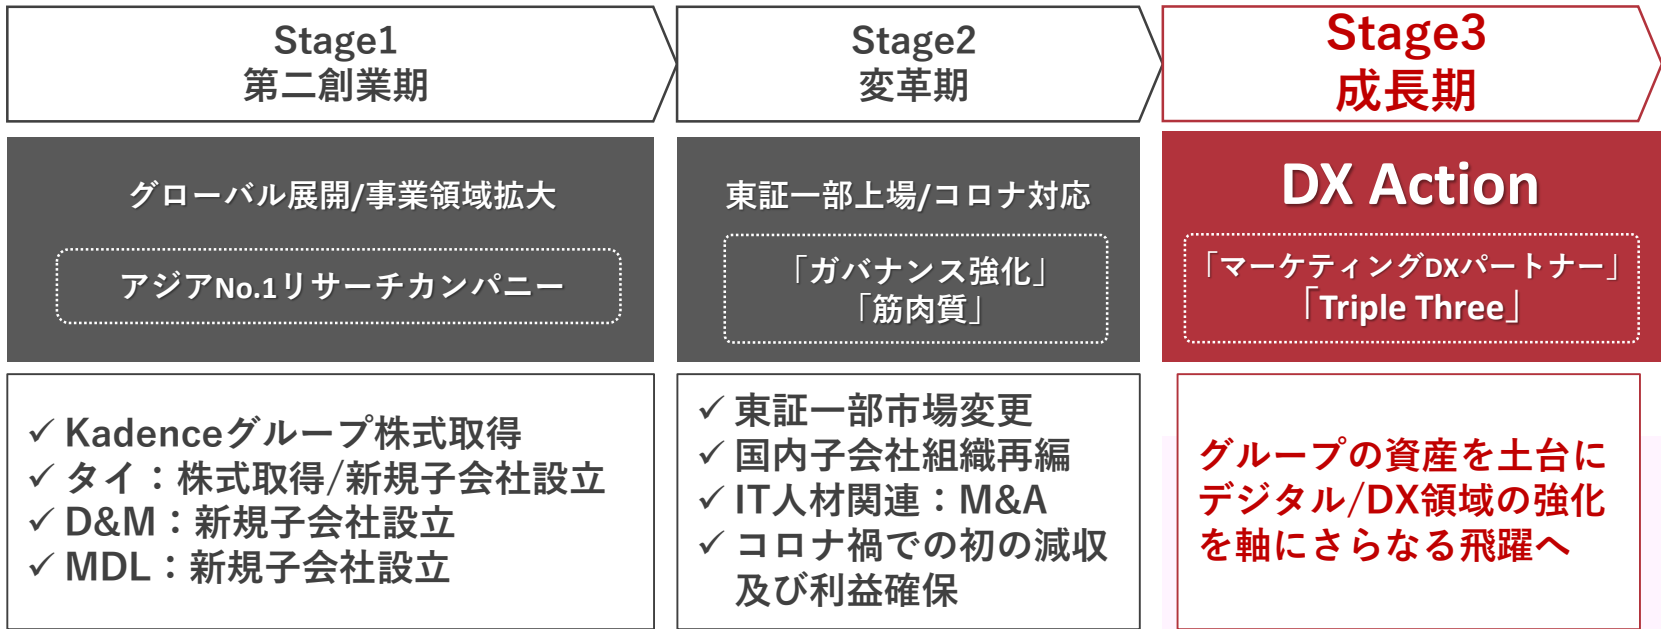 Stage1
第二創業期
Stage2
変革期
Stage3
成長期
グローバル展開/事業領域拡大
アジアNo.1リサーチカンパニー
東証一部上場/コロナ対応
「ガバナンス強化」
「筋肉質」
DX Action
「マーケティングDXパートナー」
「Triple Three」
✓ Kadenceグループ株式取得
✓ タイ：株式取得/新規子会社設立
✓ D&M：新規子会社設立
✓ MDL：新規子会社設立
✓ 東証一部市場変更
✓ 国内子会社組織再編
✓ IT人材関連：M&A
✓ コロナ禍での初の減収
及び利益確保
グループの資産を土台に
デジタル/DX領域の強化
を軸にさらなる飛躍へ